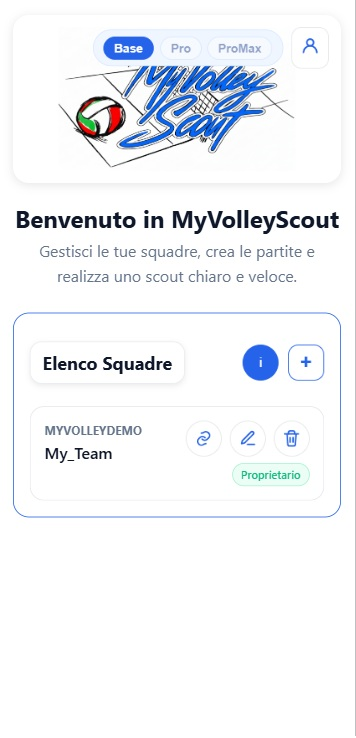 Base Pro ProMax
MyVolley
Scout
Benvenuto in MyVolleyScout
Gestisci le tue squadre, crea le partite e
realizza uno scout chiaro e veloce.
Elenco Squadre
i +
MYVOLLEYDEMO
My_Team
Proprietario